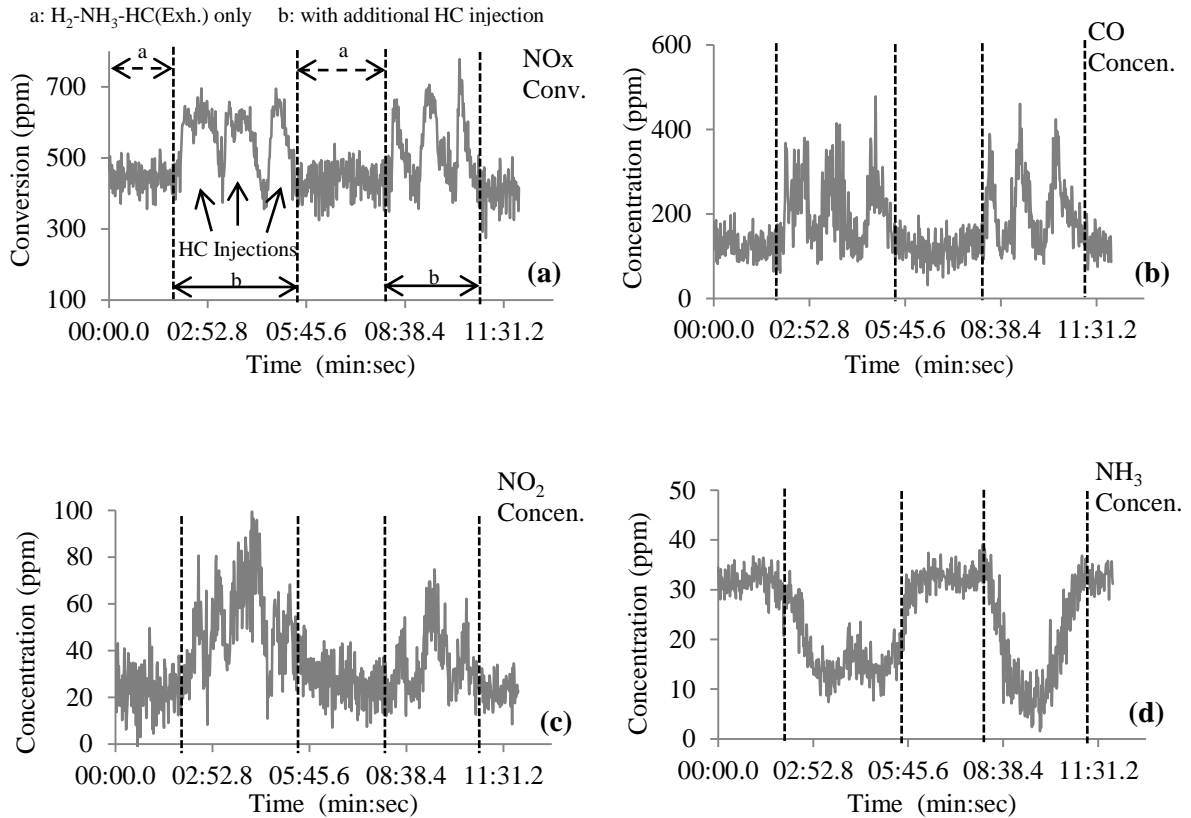 a: H₂-NH₃-HC(Exh.) only b: with additional HC injection
NOx
Conv.
a
a
700
500
300
100
Conversion (ppm)
HC Injections
b
b
(a)
00:00.0 02:52.8 05:45.6 08:38.4 11:31.2
Time (min:sec)
CO
Concen.
600
400
200
0
Concentration (ppm)
(b)
00:00.0 02:52.8 05:45.6 08:38.4 11:31.2
Time (min:sec)
NO₂
Concen.
100
80
60
40
20
0
Concentration (ppm)
(c)
00:00.0 02:52.8 05:45.6 08:38.4 11:31.2
Time (min:sec)
NH₃
Concen.
50
40
30
20
10
0
Concentration (ppm)
(d)
00:00.0 02:52.8 05:45.6 08:38.4 11:31.2
Time (min:sec)